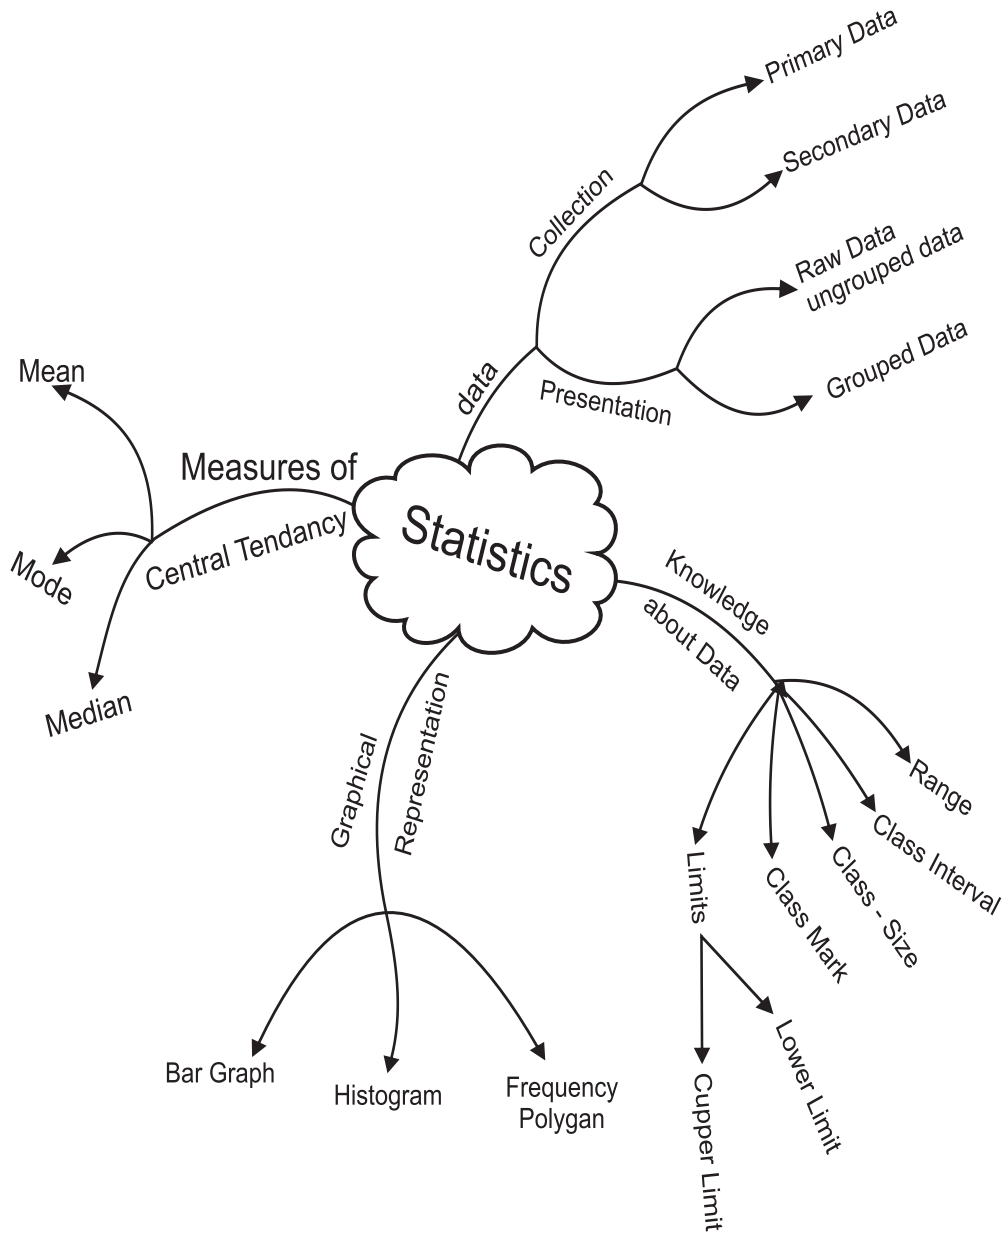 Primary Data
Secondary Data
Collection
Raw Data
ungrouped data
Grouped Data
data
Presentation
Mean
Measures of
Central Tendancy
Mode
Median
Statistics
Knowledge
about Data
Range
Class Interval
Class - Size
Class Mark
Limits
Lower Limit
Cupper Limit
Graphical
Representation
Bar Graph
Histogram
Frequency
Polygan